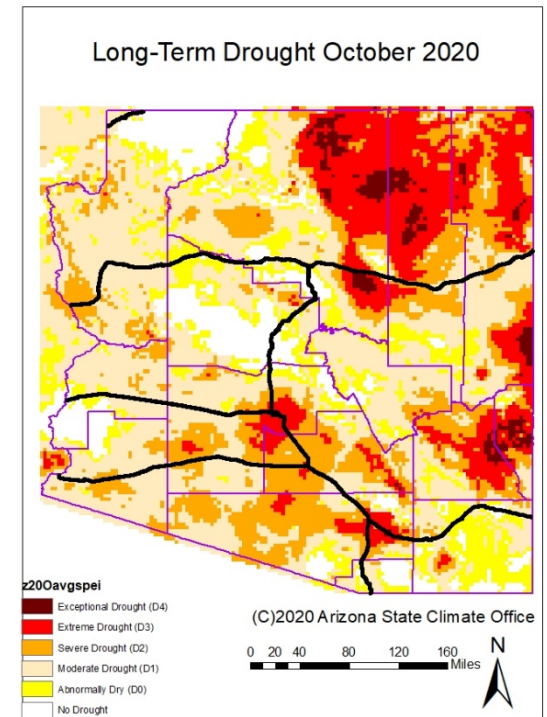 Long-Term Drought October 2020
z20Oavgspei
Exceptional Drought (D4)
Extreme Drought (D3)
Severe Drought (D2)
Moderate Drought (D1)
Abnormally Dry (D0)
No Drought
(C)2020 Arizona State Climate Office
0 20 40 80 120 160
Miles
N